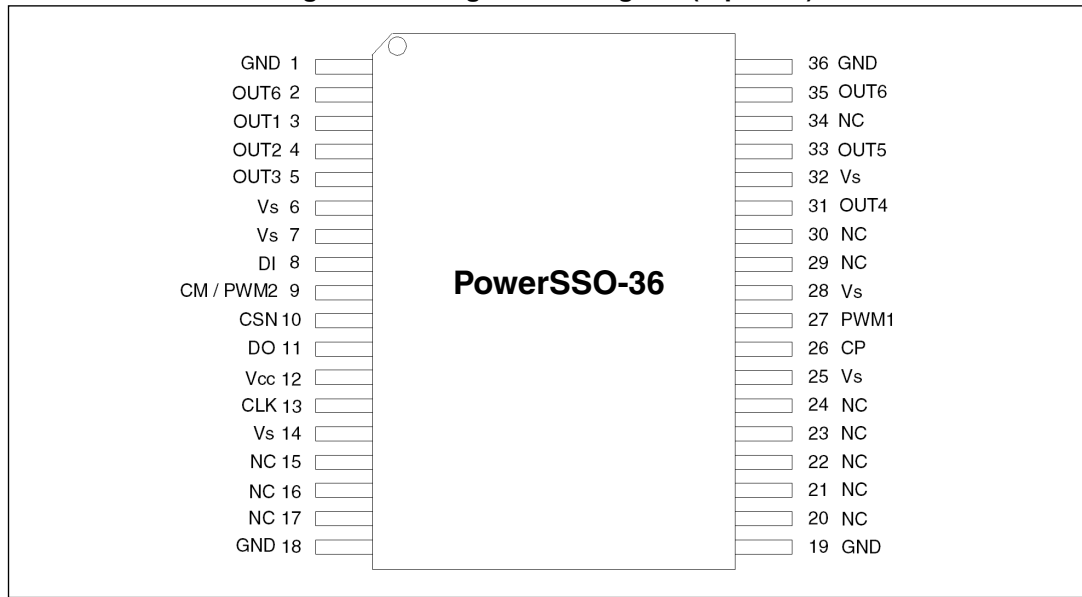 GND 1
OUT6 2
OUT1 3
OUT2 4
OUT3 5
Vs 6
Vs 7
DI 8
CM / PWM2 9
CSN 10
DO 11
Vcc 12
CLK 13
Vs 14
NC 15
NC 16
NC 17
GND 18
PowerSSO-36
36 GND
35 OUT6
34 NC
33 OUT5
32 Vs
31 OUT4
30 NC
29 NC
28 Vs
27 PWM1
26 CP
25 Vs
24 NC
23 NC
22 NC
21 NC
20 NC
19 GND